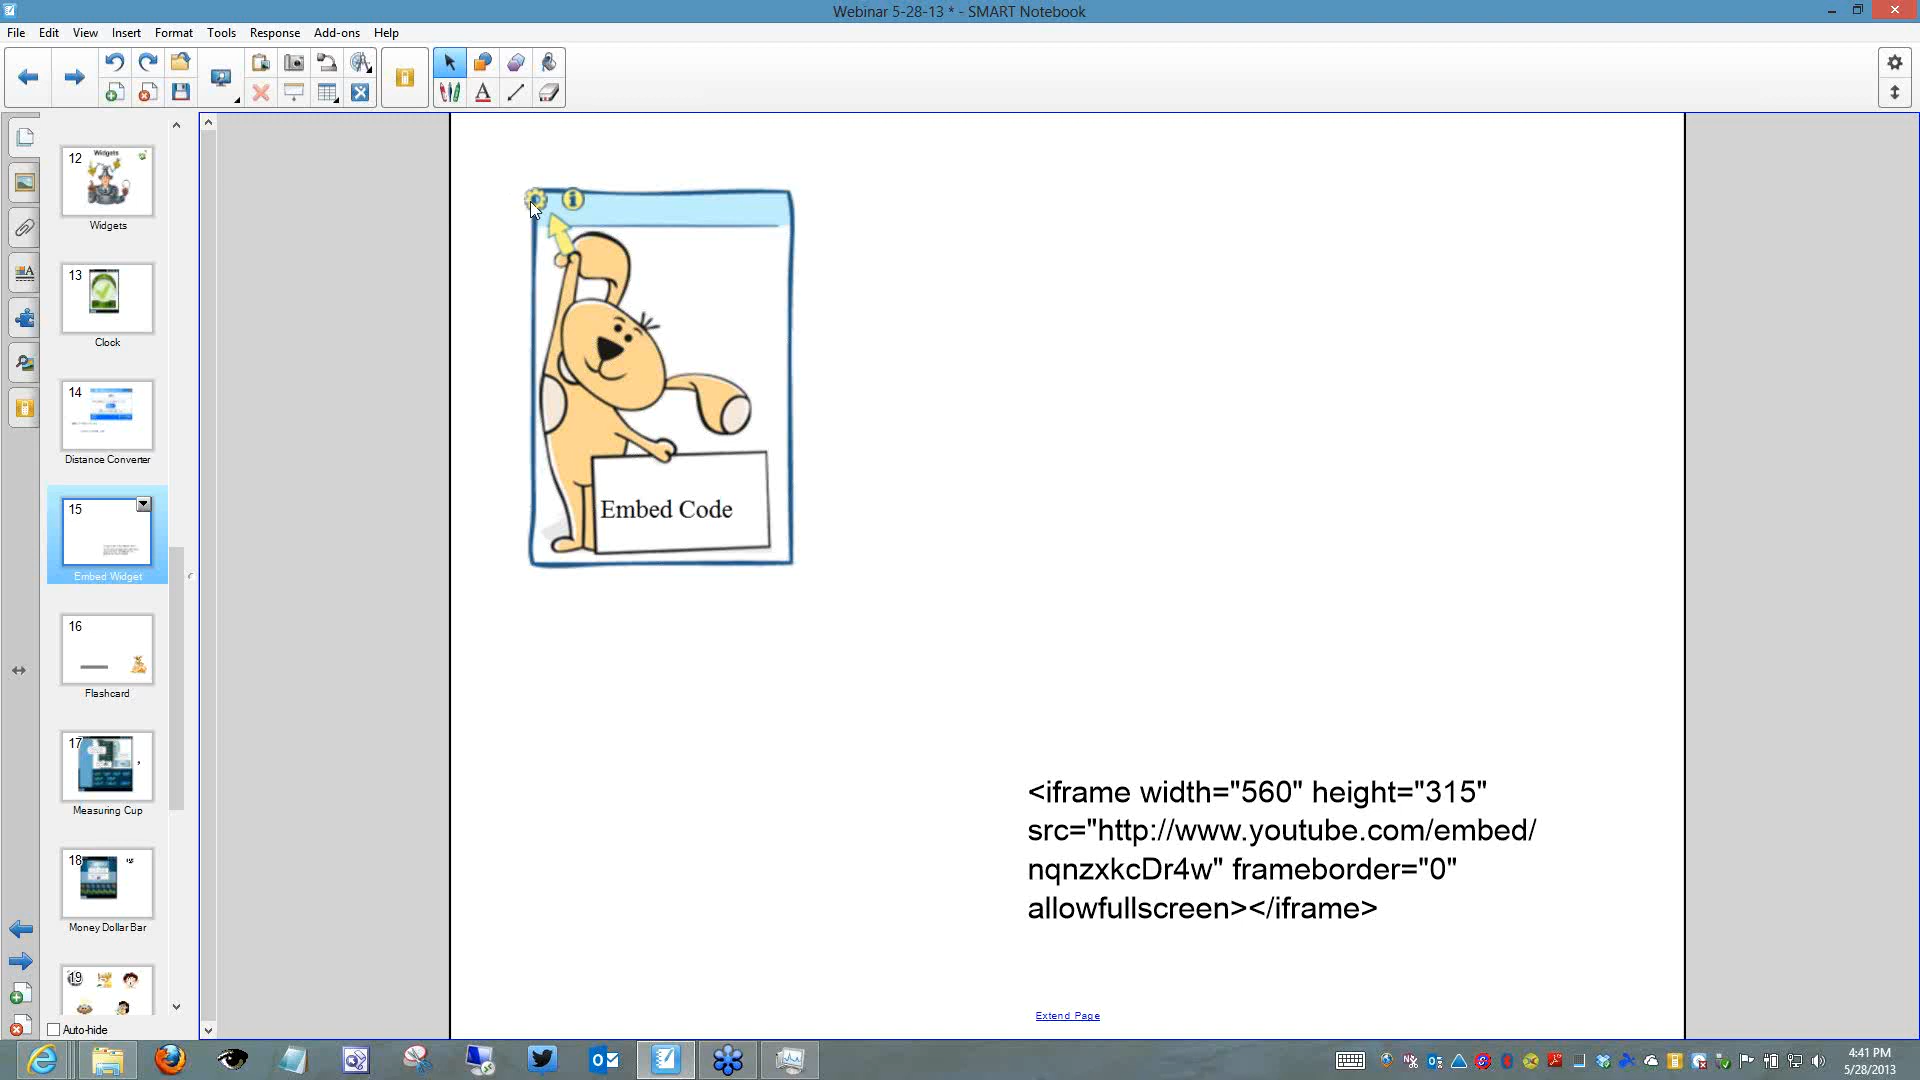 Webinar 5-28-13 * - SMART Notebook
File Edit View Insert Format Tools Response Add-ons Help
12
Widgets
Widgets
13
Clock
14
Distance Converter
15
Embed Widget
16
Flashcard
17
Measuring Cup
18
Money Dollar Bar
19
Auto-hide
Embed Code
<iframe width="560" height="315"
src="http://www.youtube.com/embed/
nqnzxkcDr4w" frameborder="0"
allowfullscreen></iframe>
Extend Page
4:41 PM
5/28/2013